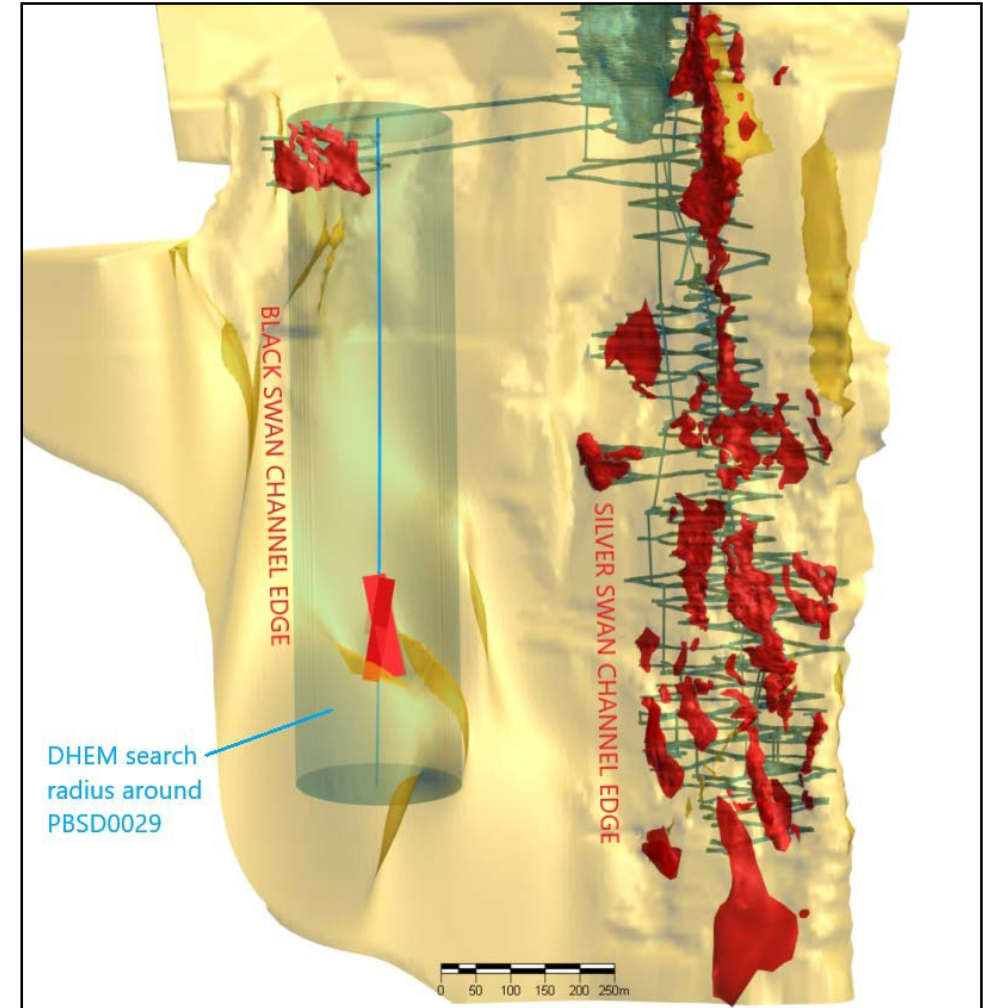 BLACK SWAN CHANNEL EDGE
SILVER SWAN CHANNEL EDGE
DHEM search
radius around
PBSD0029
0 50 100 150 200 250m